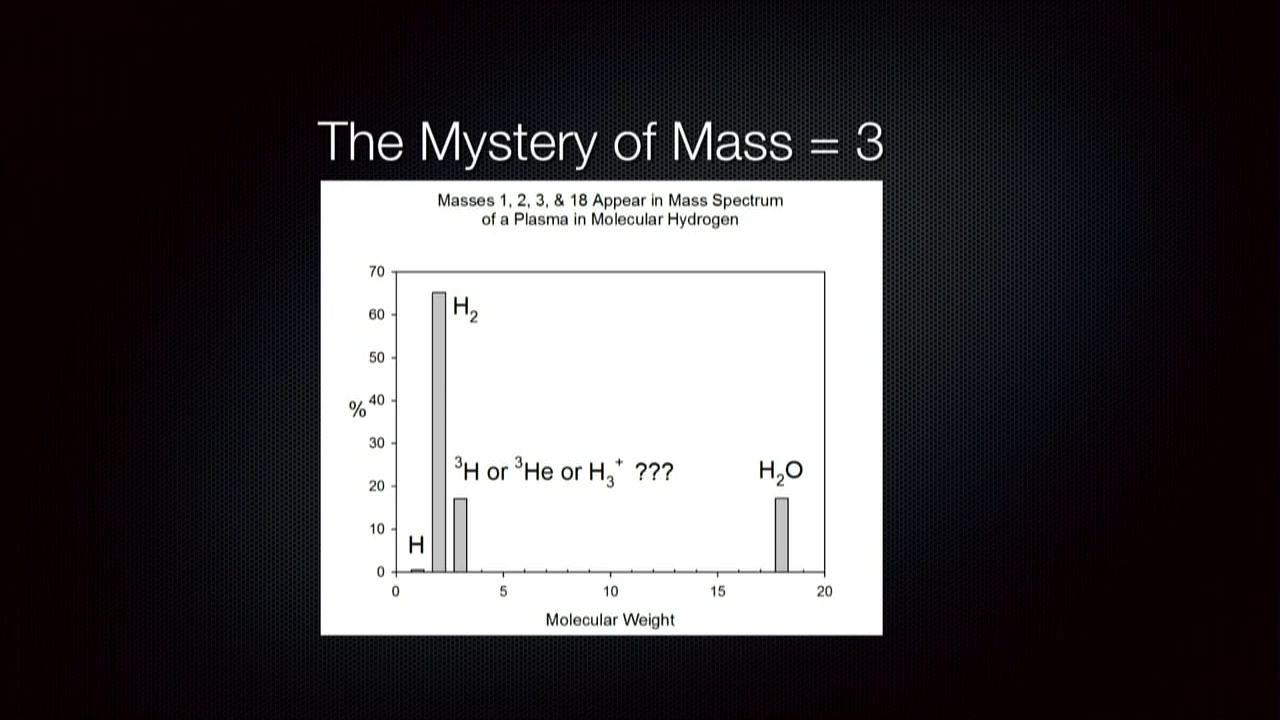 The Mystery of Mass = 3
Masses 1, 2, 3, & 18 Appear in Mass Spectrum
of a Plasma in Molecular Hydrogen
70
60
50
40
30
20
10
0
%
H
H₂
³H or ³He or H₃⁺ ???
H₂O
0 5 10 15 20
Molecular Weight